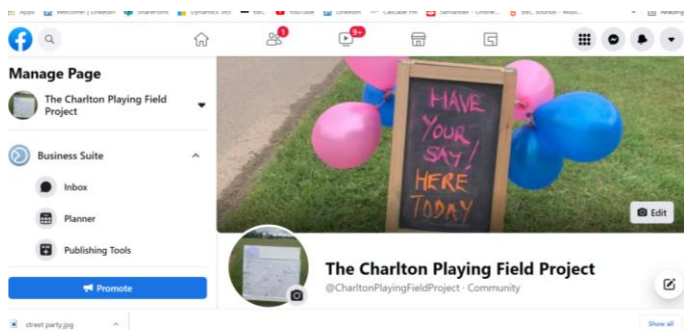 Apps
Welcome! | LinkedIn
SharePoint
Dynamics 365
BBC
YouTube
LinkedIn
Santander - Online...
BBC Sounds - Music...
Reading
1
9+
Manage Page
The Charlton Playing Field
Project
Business Suite
Inbox
Planner
Publishing Tools
Promote
HAVE
YOUR
SAY!
HERE
TODAY
Edit
The Charlton Playing Field Project
@CharltonPlayingFieldProject · Community
street party.jpg
Show all